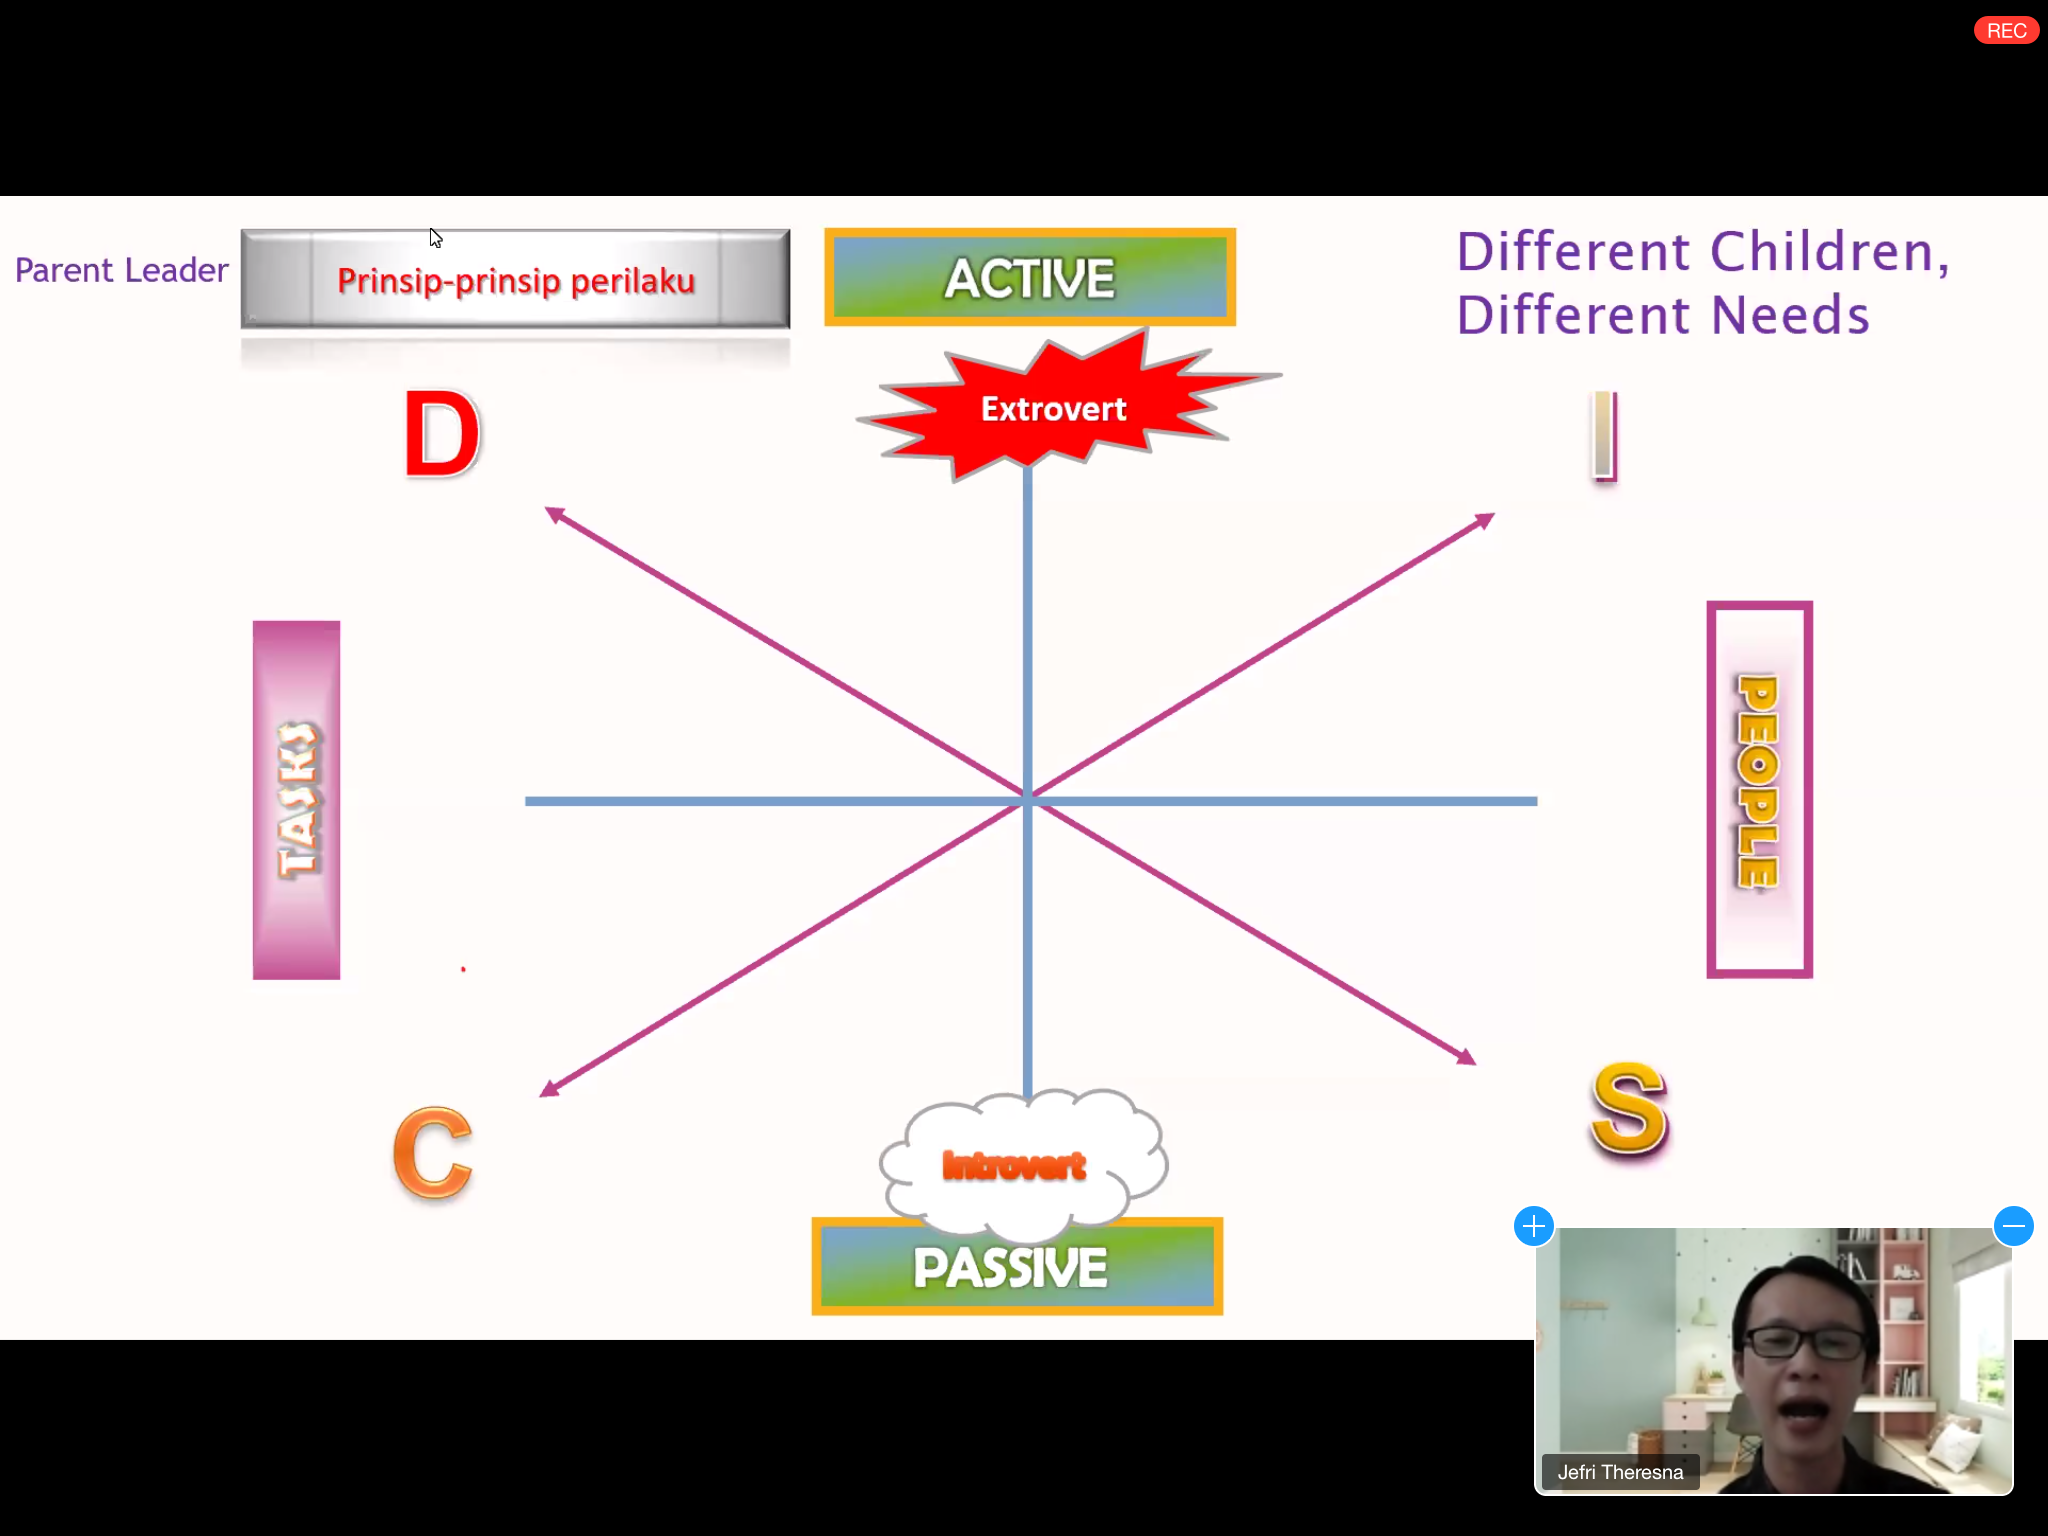 REC
Parent Leader
Prinsip-prinsip perilaku
ACTIVE
Different Children,
Different Needs
Extrovert
D
I
TASKS
PEOPLE
C
S
Introvert
PASSIVE
Jefri Theresna